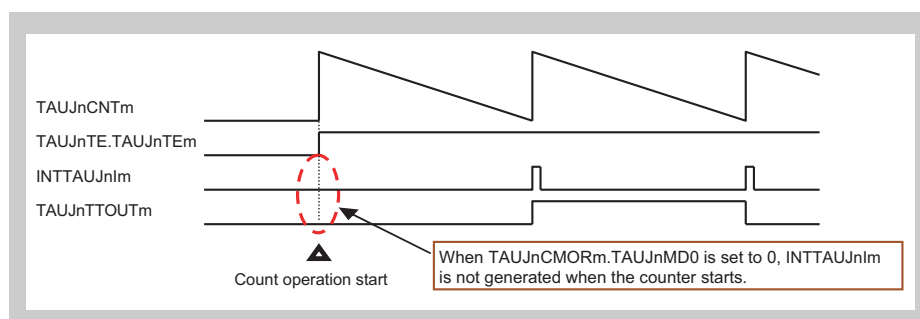 TAUJnCNTm
TAUJnTE.TAUJnTEm
INTTAUJnIm
TAUJnTTOUTm
Count operation start
When TAUJnCMORm.TAUJnMD0 is set to 0, INTTAUJnIm
is not generated when the counter starts.